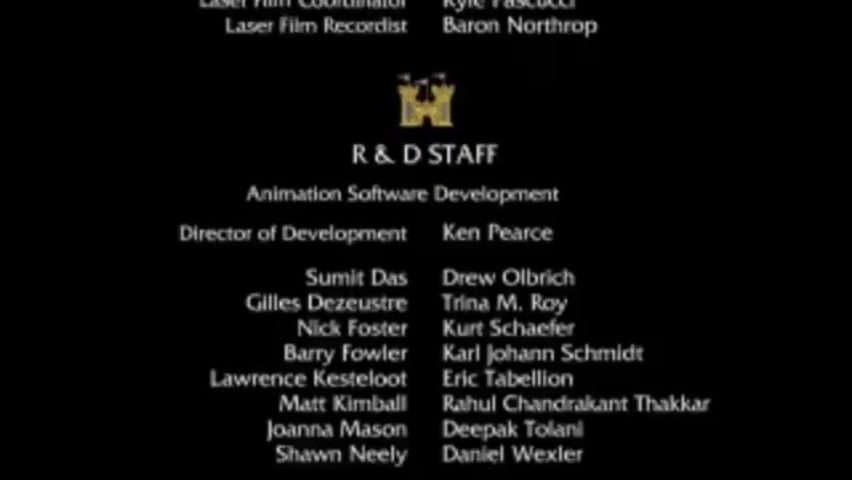 Laser Film Coordinator Kyle Pascucci
Laser Film Recordist Baron Northrop
R & D STAFF
Animation Software Development
Director of Development Ken Pearce
Sumit Das Drew Olbrich
Gilles Dezeustre Trina M. Roy
Nick Foster Kurt Schaefer
Barry Fowler Karl Johann Schmidt
Lawrence Kesteloot Eric Tabellion
Matt Kimball Rahul Chandrakant Thakkar
Joanna Mason Deepak Tolani
Shawn Neely Daniel Wexler